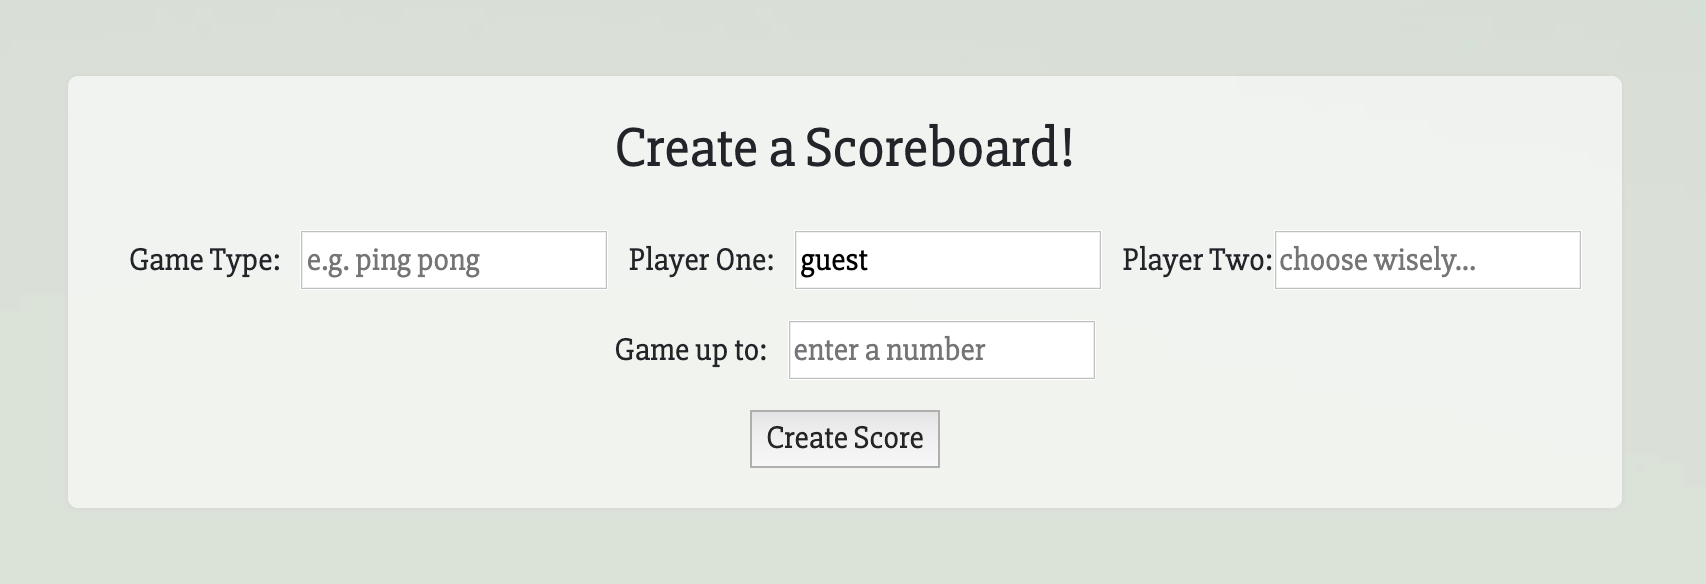 Create a Scoreboard!
Game Type: e.g. ping pong Player One: guest Player Two: choose wisely...
Game up to: enter a number
Create Score